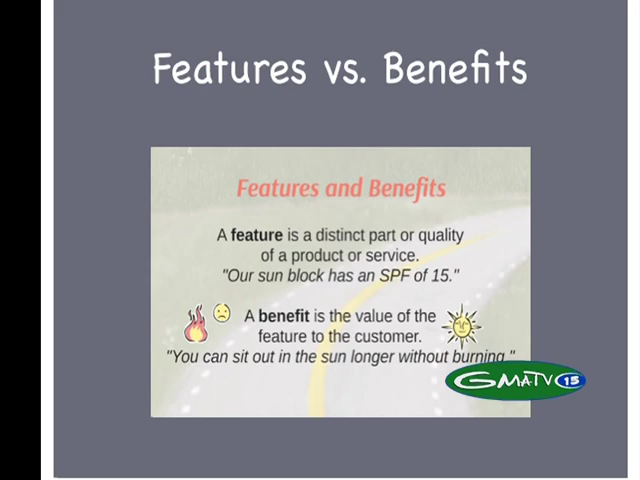 Features vs. Benefits
Features and Benefits
A feature is a distinct part or quality
of a product or service.
"Our sun block has an SPF of 15."
A benefit is the value of the
feature to the customer.
"You can sit out in the sun longer without burning."
GMATV 15